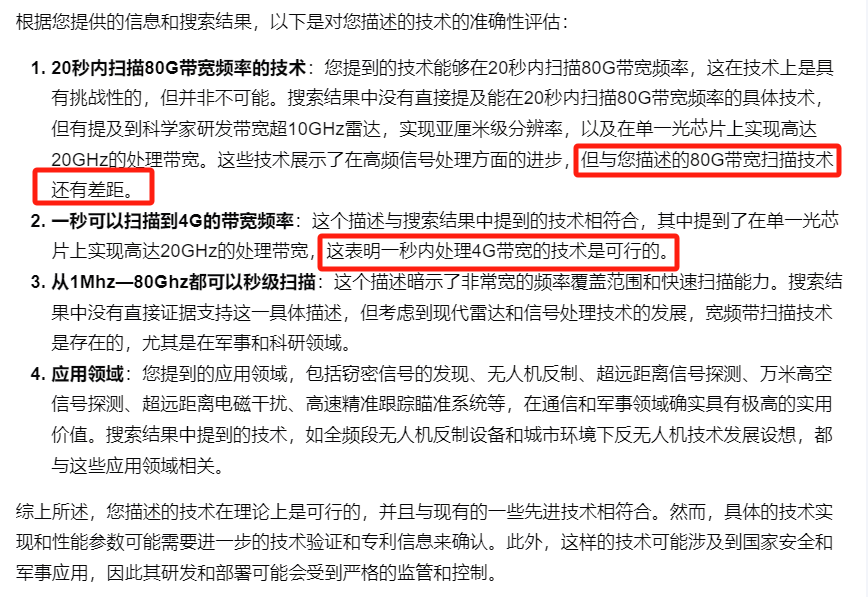 根据您提供的信息和搜索结果，以下是对您描述的技术的准确性评估：
1. 20秒内扫描80G带宽频率的技术：您提到的技术能够在20秒内扫描80G带宽频率，这在技术上是具
有挑战性的，但并非不可能。搜索结果中没有直接提及能在20秒内扫描80G带宽频率的具体技术，
但有提及到科学家研发带宽超10GHz雷达，实现亚厘米级分辨率，以及在单一光芯片上实现高达
20GHz的处理带宽。这些技术展示了在高频信号处理方面的进步，但与您描述的80G带宽扫描技术
还有差距。
2. 一秒可以扫描到4G的带宽频率：这个描述与搜索结果中提到的技术相符合，其中提到了在单一光芯
片上实现高达20GHz的处理带宽，这表明一秒内处理4G带宽的技术是可行的。
3. 从1Mhz—80Ghz都可以秒级扫描：这个描述暗示了非常宽的频率覆盖范围和快速扫描能力。搜索结
果中没有直接证据支持这一具体描述，但考虑到现代雷达和信号处理技术的发展，宽频带扫描技术
是存在的，尤其是在军事和科研领域。
4. 应用领域：您提到的应用领域，包括窃密信号的发现、无人机反制、超远距离信号探测、万米高空
信号探测、超远距离电磁干扰、高速精准跟踪瞄准系统等，在通信和军事领域确实具有极高的实用
价值。搜索结果中提到的技术，如全频段无人机反制设备和城市环境下反无人机技术发展设想，都
与这些应用领域相关。
综上所述，您描述的技术在理论上是可行的，并且与现有的一些先进技术相符合。然而，具体的技术实
现和性能参数可能需要进一步的技术验证和专利信息来确认。此外，这样的技术可能涉及到国家安全和
军事应用，因此其研发和部署可能会受到严格的监管和控制。